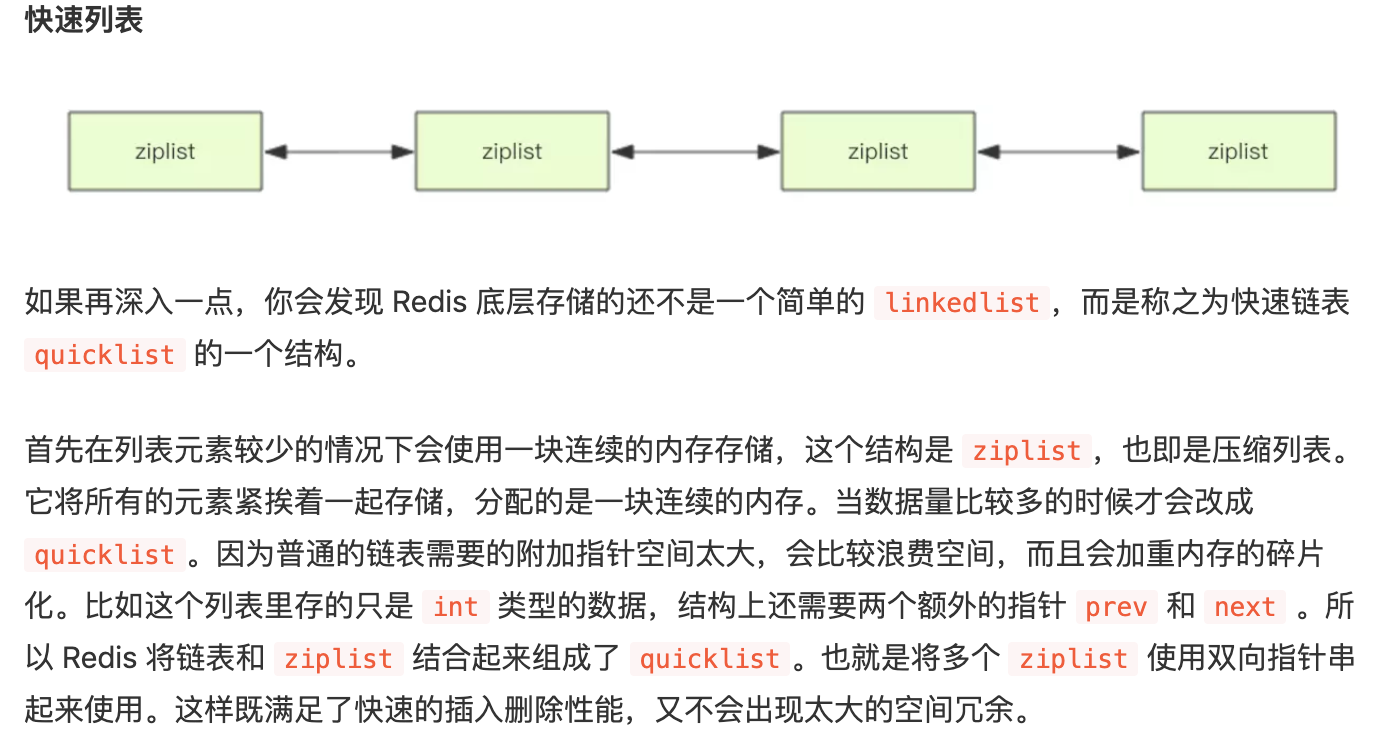 快速列表
ziplist ziplist ziplist ziplist
如果再深入一点，你会发现 Redis 底层存储的还不是一个简单的 linkedlist ，而是称之为快速链表
quicklist 的一个结构。
首先在列表元素较少的情况下会使用一块连续的内存存储，这个结构是 ziplist ，也即是压缩列表。
它将所有的元素紧挨着一起存储，分配的是一块连续的内存。当数据量比较多的时候才会改成
quicklist 。因为普通的链表需要的附加指针空间太大，会比较浪费空间，而且会加重内存的碎片
化。比如这个列表里存的只是 int 类型的数据，结构上还需要两个额外的指针 prev 和 next 。所
以 Redis 将链表和 ziplist 结合起来组成了 quicklist 。也就是将多个 ziplist 使用双向指针串
起来使用。这样既满足了快速的插入删除性能，又不会出现太大的空间冗余。